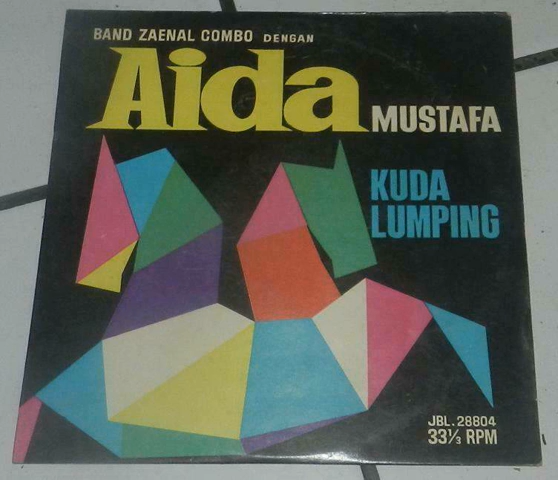 BAND ZAENAL COMBO DENGAN
Aida MUSTAFA
KUDA
LUMPING
JBL. 28804
33⅓ RPM